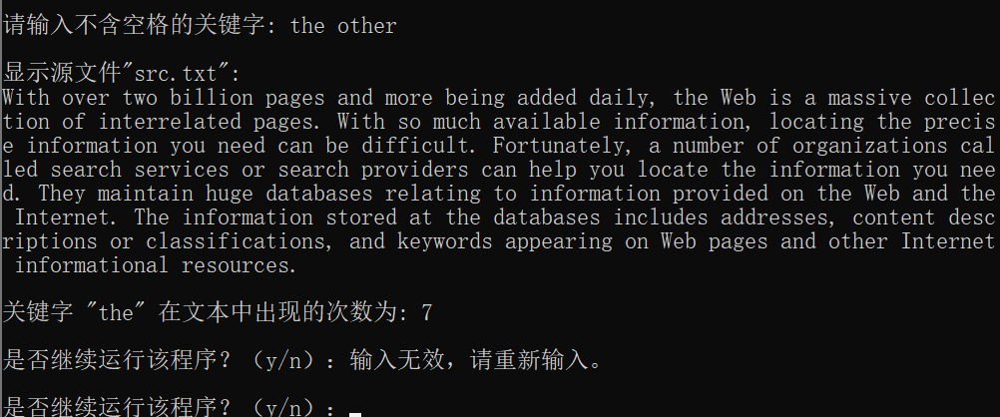 请输入不含空格的关键字: the other
显示源文件"src.txt":
With over two billion pages and more being added daily, the Web is a massive collec
tion of interrelated pages. With so much available information, locating the precis
e information you need can be difficult. Fortunately, a number of organizations cal
led search services or search providers can help you locate the information you nee
d. They maintain huge databases relating to information provided on the Web and the
 Internet. The information stored at the databases includes addresses, content desc
riptions or classifications, and keywords appearing on Web pages and other Internet
 informational resources.
关键字 "the" 在文本中出现的次数为: 7
是否继续运行该程序？（y/n）：输入无效，请重新输入。
是否继续运行该程序？（y/n）：